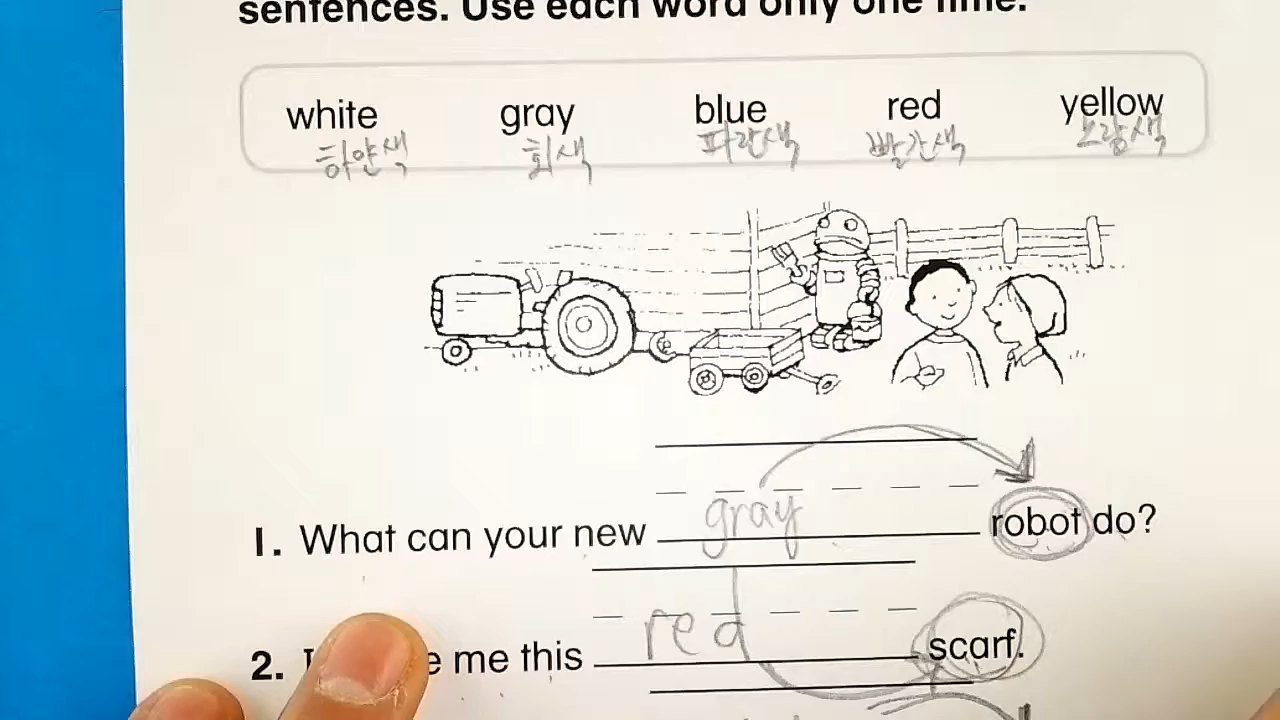 sentences. Use each word only one time.
white gray blue red yellow
하얀색 회색 파란색 빨간색 노랑색
1. What can your new gray robot do?
2. me this red scarf.